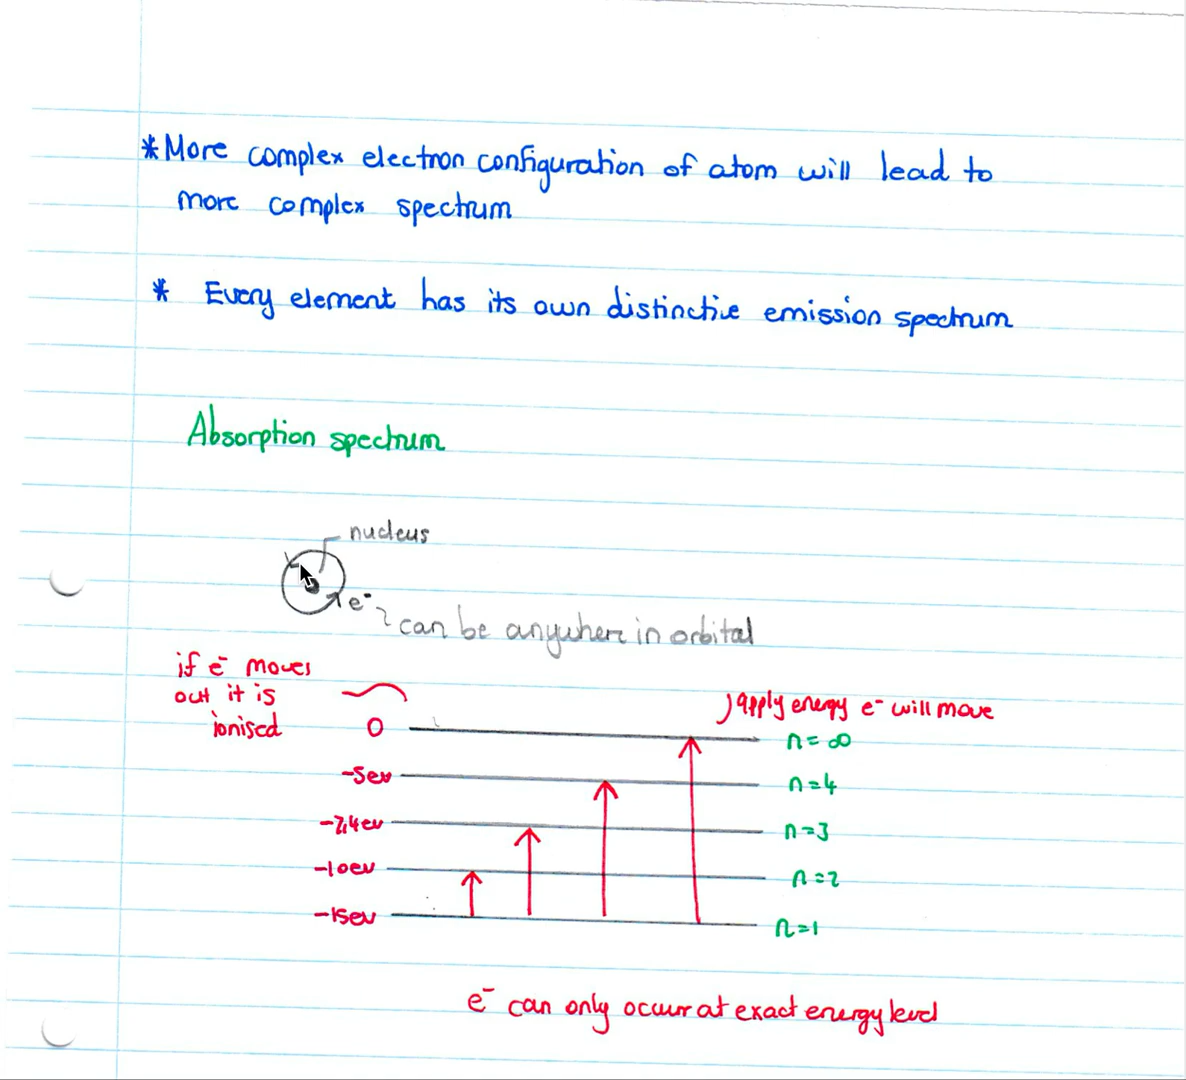 *More complex electron configuration of atom will lead to
more complex spectrum
* Every element has its own distinctive emission spectrum
Absorption spectrum
nucleus
e⁻
can be anywhere in orbital
if e⁻ moves
out it is
ionised
apply energy e⁻ will move
0
n=∞
-5ev
n=4
-7,4ev
n=3
-10ev
n=2
-15ev
n=1
e⁻ can only occur at exact energy level